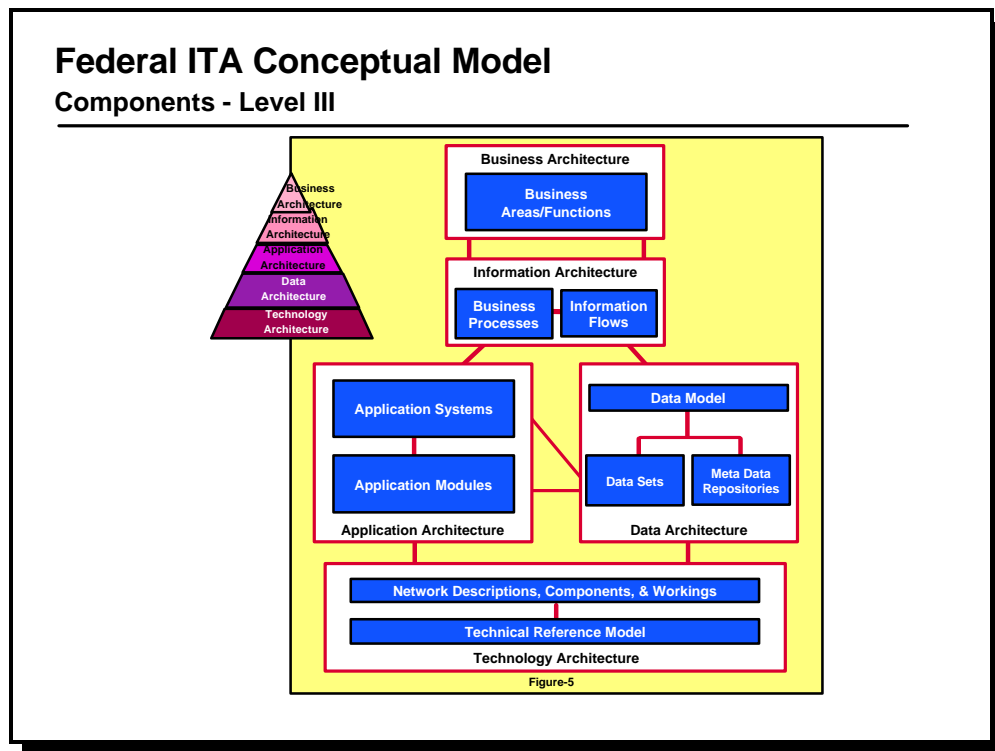 Federal ITA Conceptual Model
Components - Level III
Business
Architecture
Information
Architecture
Application
Architecture
Data
Architecture
Technology
Architecture
Business Architecture
Business
Areas/Functions
Information Architecture
Business
Processes
Information
Flows
Application Systems
Application Modules
Application Architecture
Data Model
Data Sets
Meta Data
Repositories
Data Architecture
Network Descriptions, Components, & Workings
Technical Reference Model
Technology Architecture
Figure-5